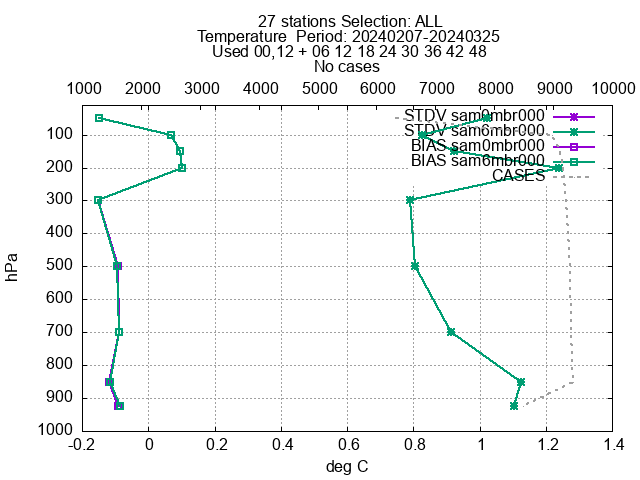 27 stations Selection: ALL
Temperature Period: 20240207-20240325
Used 00,12 + 06 12 18 24 30 36 42 48
No cases
1000 2000 3000 4000 5000 6000 7000 8000 9000 10000
STDV sam0mbr000
STDV sam6mbr000
BIAS sam0mbr000
BIAS sam6mbr000
CASES
100
200
300
400
500
600
700
800
900
1000
hPa
-0.2 0 0.2 0.4 0.6 0.8 1 1.2 1.4
deg C